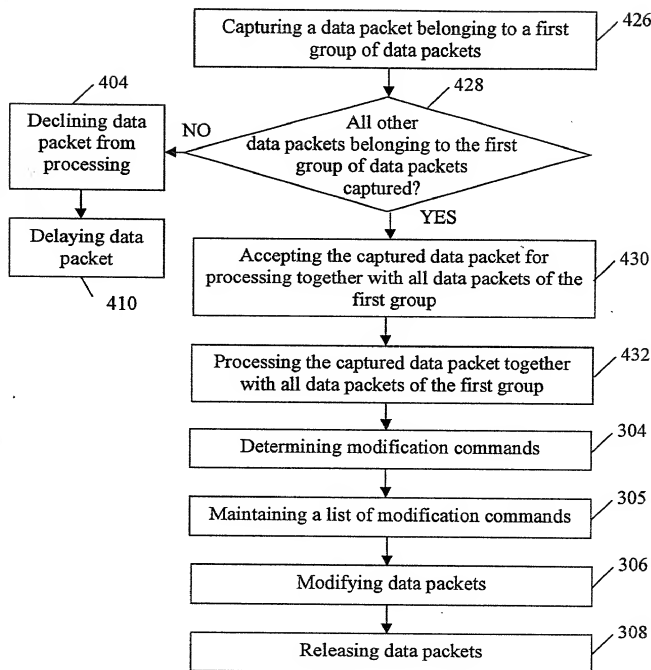 Capturing a data packet belonging to a first
group of data packets
426
428
404
All other
data packets belonging to the first
group of data packets
captured?
NO
Declining data
packet from
processing
YES
Delaying data
packet
410
Accepting the captured data packet for
processing together with all data packets of the
first group
430
Processing the captured data packet together
with all data packets of the first group
432
Determining modification commands
304
Maintaining a list of modification commands
305
Modifying data packets
306
Releasing data packets
308